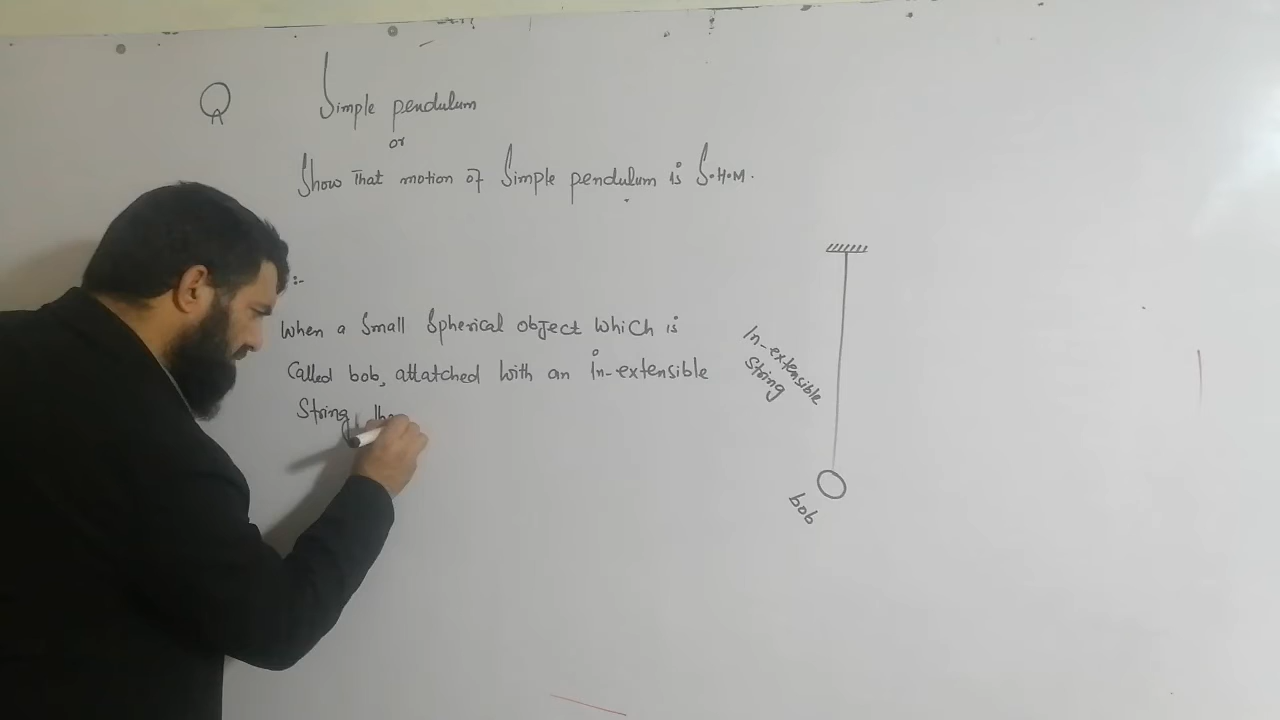 Q
Simple pendulum
or
Show That motion of Simple pendulum is S.H.M.
:-
When a Small Spherical object which is
Called bob, attatched with an in-extensible
String,
In-extensible
String
bob